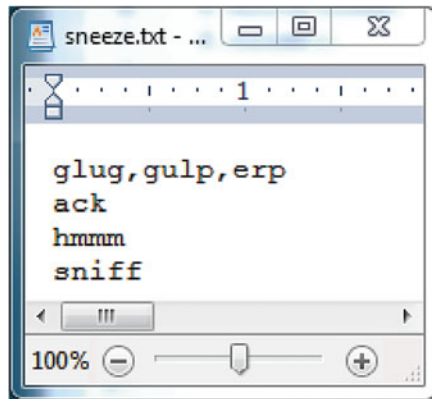 sneeze.txt - ...
1
glug,gulp,erp
ack
hmmm
sniff
100%